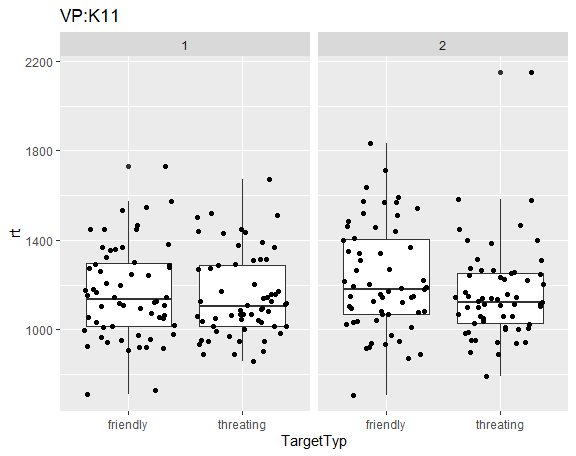 VP:K11
1 2
2200
1800
1400
1000
rt
friendly threating friendly threating
TargetTyp